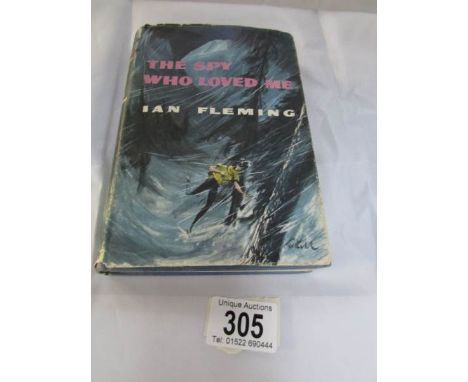 THE SPY
WHO LOVED ME
IAN FLEMING
Unique Auctions
305
Tel: 01522 690444